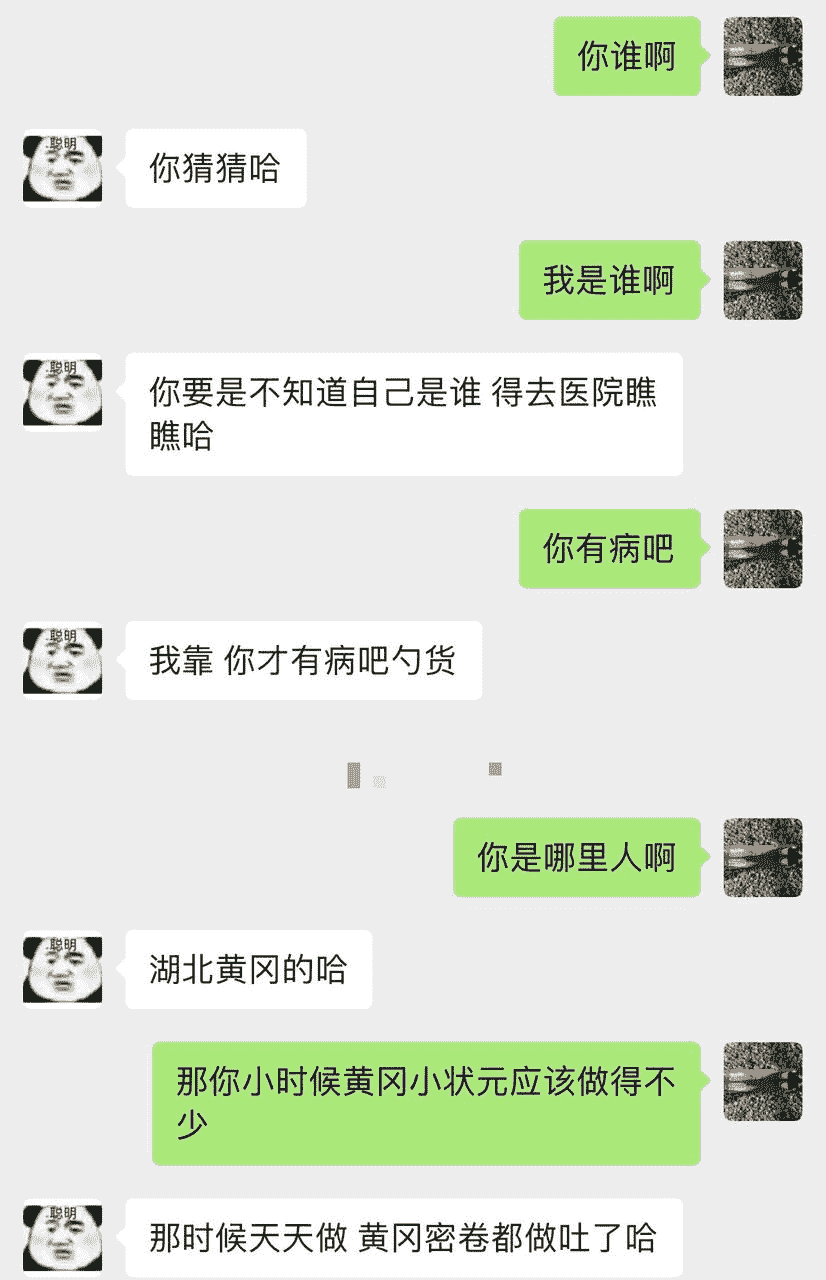 你谁啊
聪明
你猜猜哈
我是谁啊
聪明
你要是不知道自己是谁 得去医院瞧
瞧哈
你有病吧
聪明
我靠 你才有病吧勺货
你是哪里人啊
聪明
湖北黄冈的哈
那你小时候黄冈小状元应该做得不
少
聪明
那时候天天做 黄冈密卷都做吐了哈